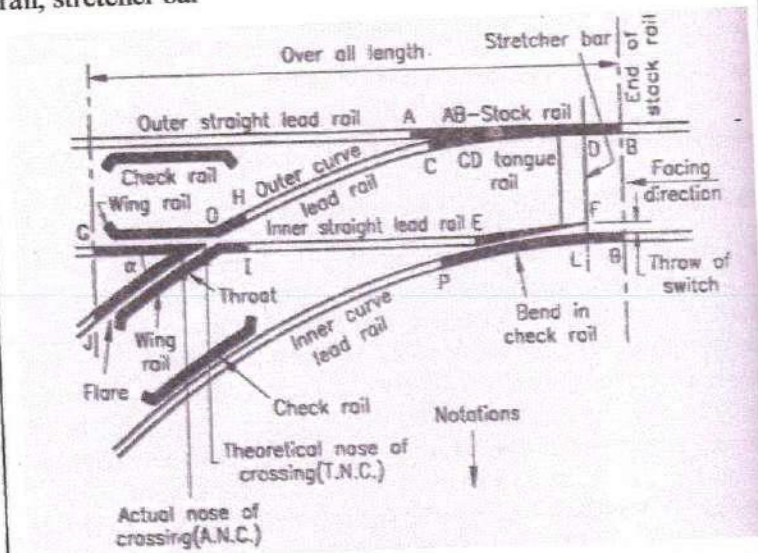 rail, stretcher bar
Over all length.
Stretcher bar
End of
stock rail
Outer straight lead rail
A
AB-Stock rail
Check rail
Wing rail
H
Outer curve
lead rail
C
CD tongue
rail
D
B
Facing
direction
G
O
Inner straight lead rail
E
F
α
I
Throat
P
L
Throw of
switch
J
Wing
rail
Inner curve
lead rail
Bend in
check rail
Flare
Check rail
Notations
Theoretical nose of
crossing(T.N.C.)
Actual nose of
crossing(A.N.C.)